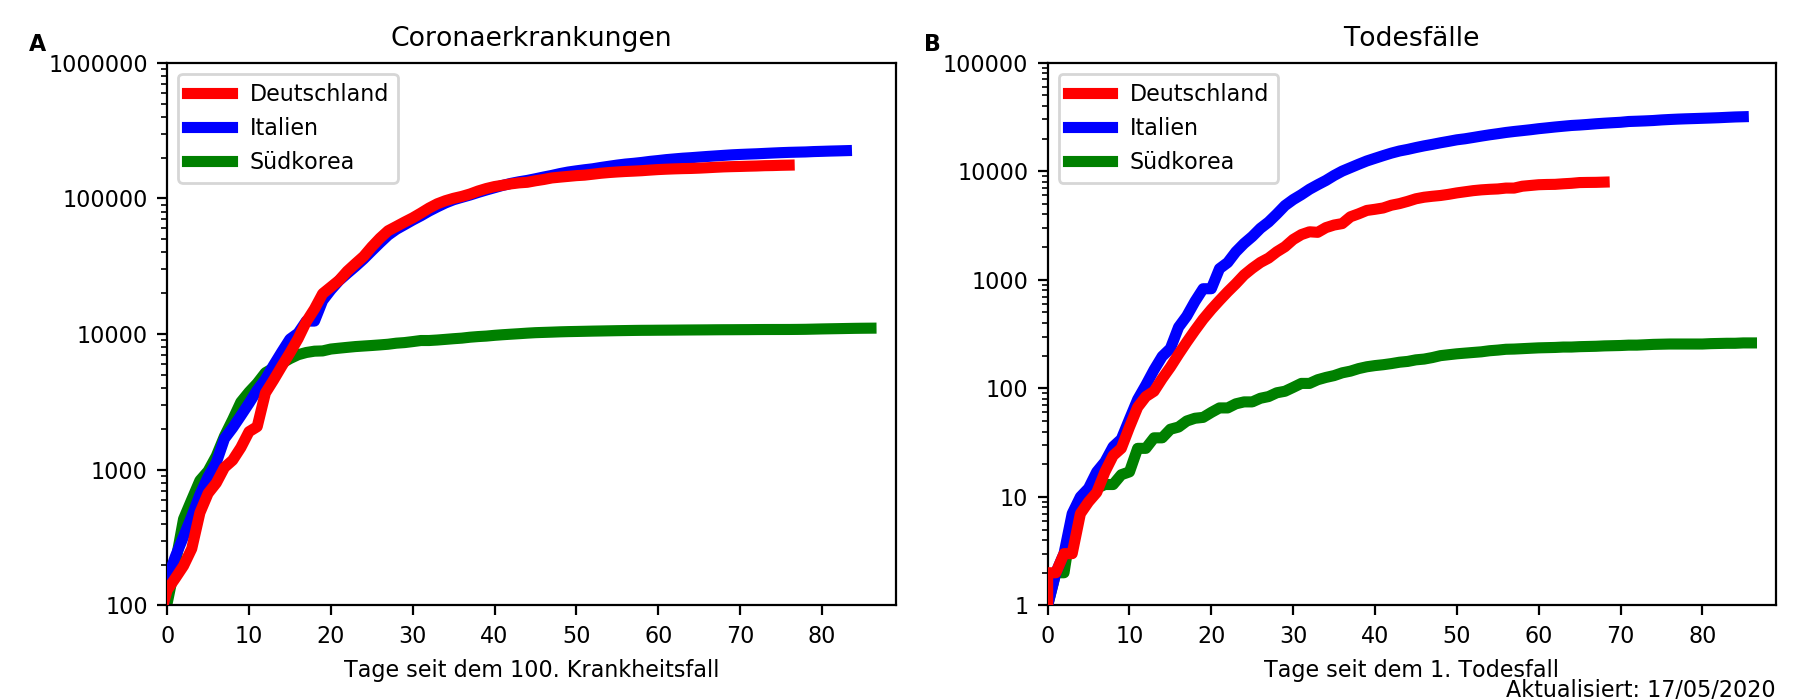 A
Coronaerkrankungen
1000000
100000
10000
1000
100
Deutschland
Italien
Südkorea
0 10 20 30 40 50 60 70 80
Tage seit dem 100. Krankheitsfall
B
Todesfälle
100000
10000
1000
100
10
1
Deutschland
Italien
Südkorea
0 10 20 30 40 50 60 70 80
Tage seit dem 1. Todesfall
Aktualisiert: 17/05/2020